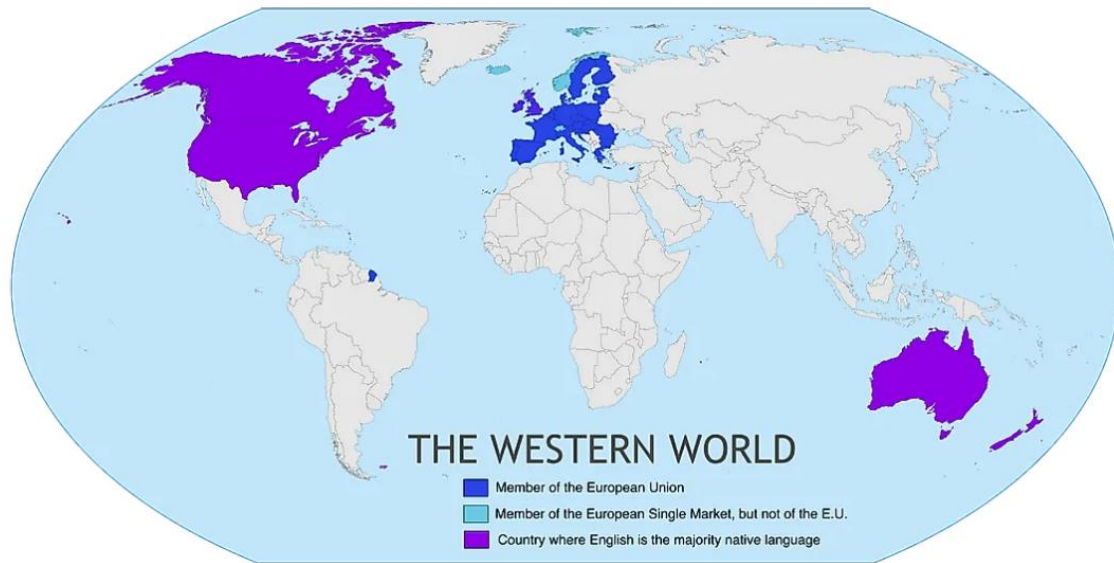 THE WESTERN WORLD
Member of the European Union
Member of the European Single Market, but not of the E.U.
Country where English is the majority native language